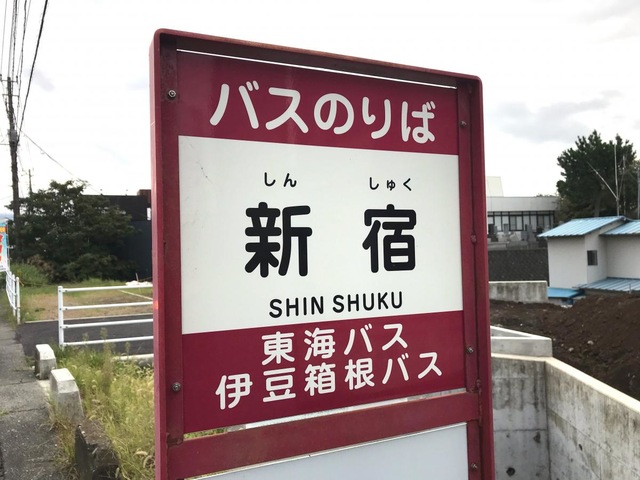 バスのりば
しん しゅく
新 宿
SHIN SHUKU
東海バス
伊豆箱根バス